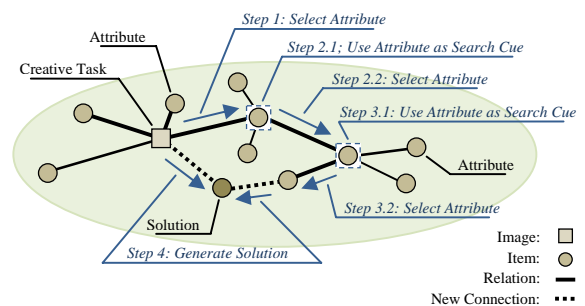 Step 1: Select Attribute
Attribute
Step 2.1; Use Attribute as Search Cue
Creative Task
Step 2.2: Select Attribute
Step 3.1: Use Attribute as Search Cue
Attribute
Step 3.2: Select Attribute
Solution
Step 4: Generate Solution
Image:
Item:
Relation:
New Connection: